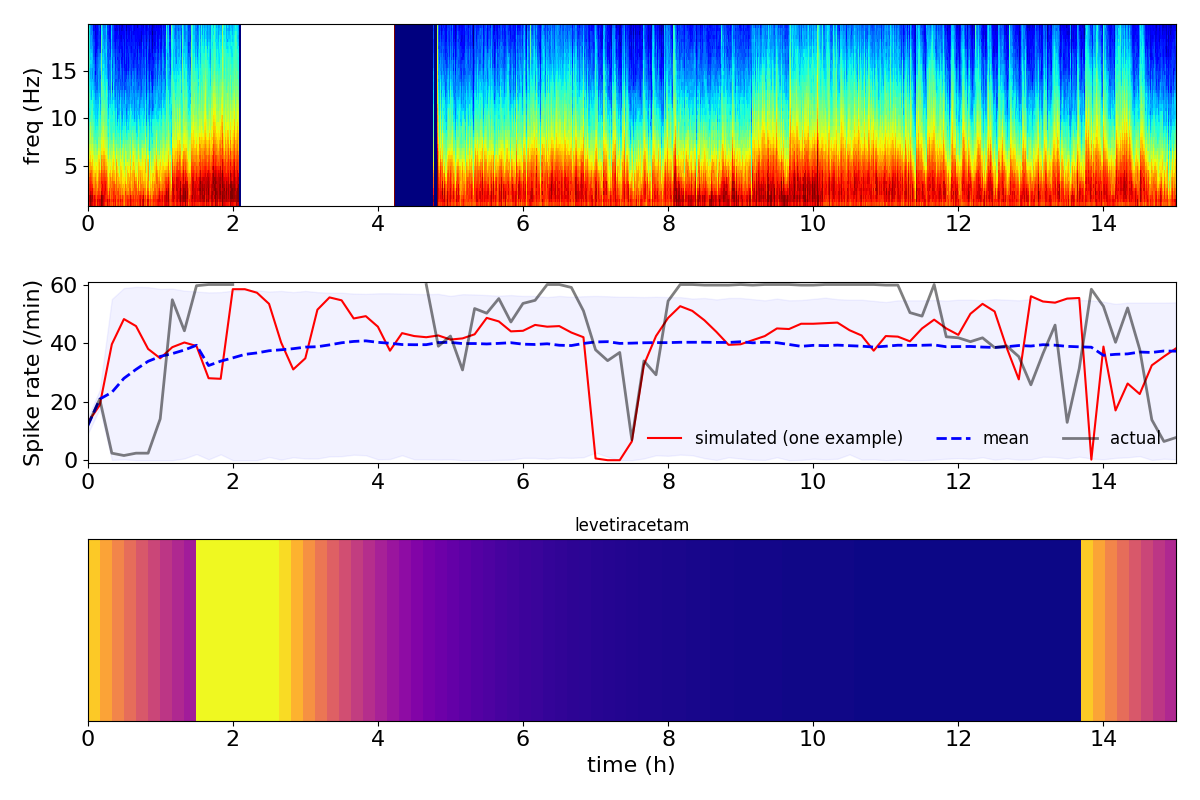 freq (Hz)
15
10
5
0 2 4 6 8 10 12 14
Spike rate (/min)
60
40
20
0
simulated (one example) mean actual
0 2 4 6 8 10 12 14
levetiracetam
0 2 4 6 8 10 12 14
time (h)